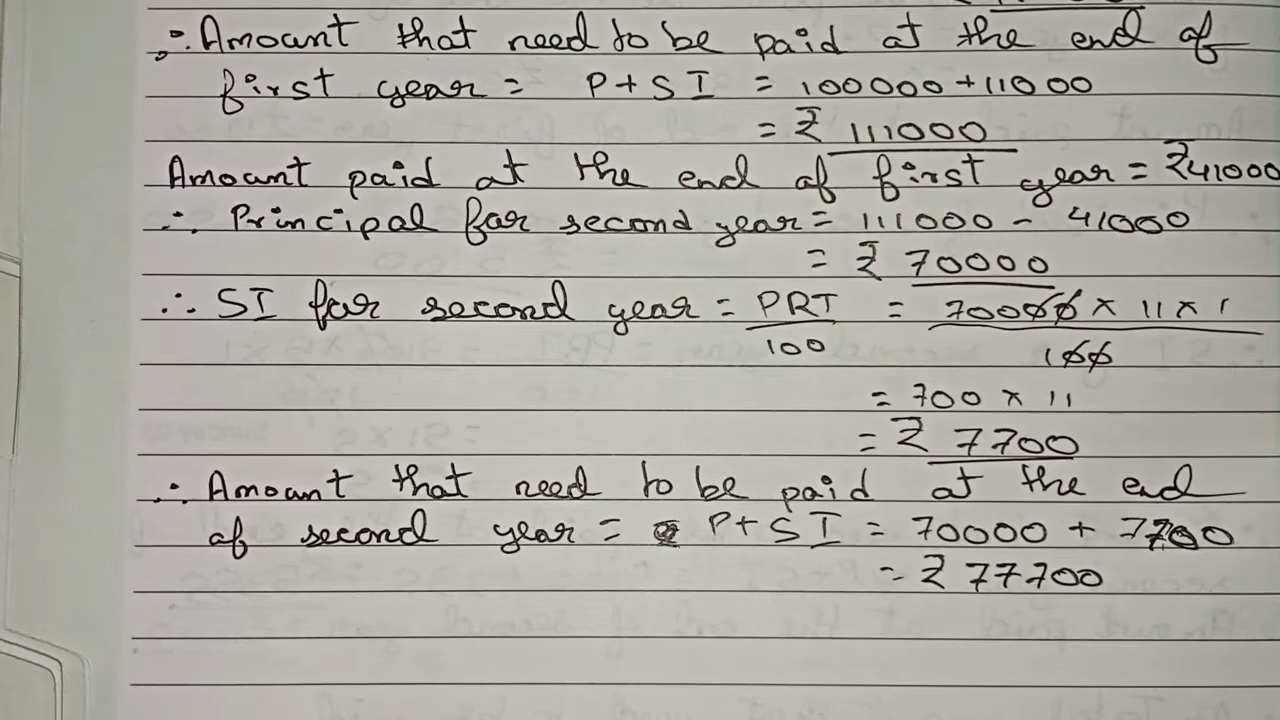 ∴ Amount that need to be paid at the end of
first year = P + SI = 100000 + 11000
= ₹ 111000
Amount paid at the end of first year = ₹41000
∴ Principal for second year = 111000 - 41000
= ₹ 70000
∴ SI for second year = PRT/100 = 70000 × 11 × 1/100
= 700 × 11
= ₹ 7700
∴ Amount that need to be paid at the end
of second year = P + SI = 70000 + 7700
= ₹ 77700